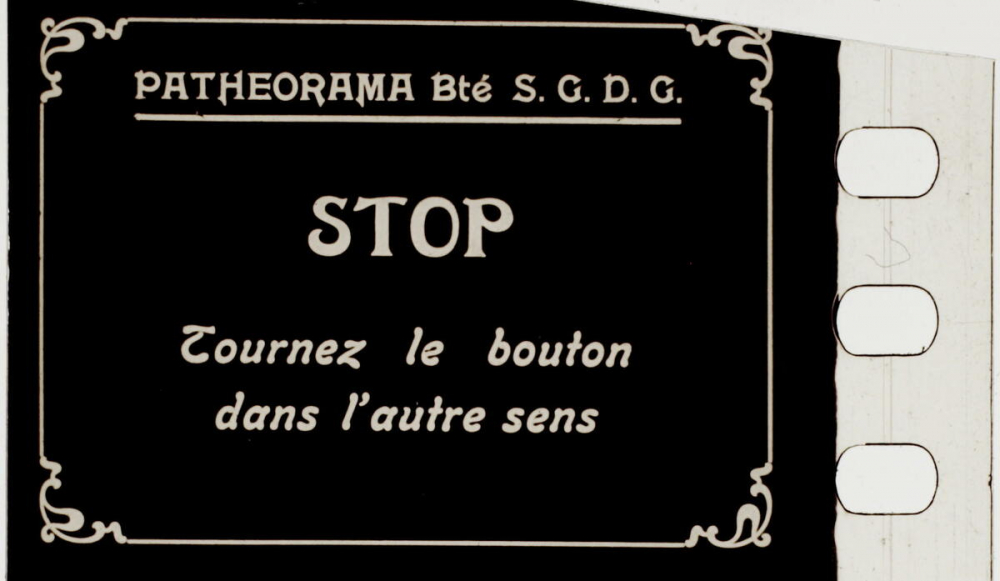 PATHEORAMA Bté S. G. D. G.
STOP
Tournez le bouton
dans l'autre sens